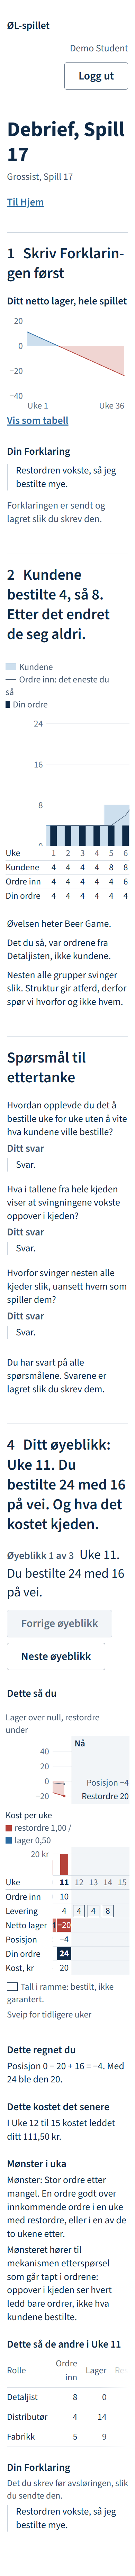 ØL-spillet
Demo Student
Logg ut
Debrief, Spill
17
Grossist, Spill 17
Til Hjem
1 Skriv Forklarin-
gen først
Ditt netto lager, hele spillet
20
0
−20
−40
Uke 1
Uke 36
Vis som tabell
Din Forklaring
Restordren vokste, så jeg
bestilte mye.
Forklaringen er sendt og
lagret slik du skrev den.
2 Kundene
bestilte 4, så 8.
Etter det endret
de seg aldri.
Kundene
Ordre inn: det eneste du
så
Din ordre
24
16
8
0
Uke 1 2 3 4 5 6
Kundene 4 4 4 4 8 8
Ordre inn 4 4 4 4 4 6
Din ordre 4 4 4 4 4 4
Øvelsen heter Beer Game.
Det du så, var ordrene fra
Detaljisten, ikke kundene.
Nesten alle grupper svinger
slik. Struktur gir atferd, derfor
spør vi hvorfor og ikke hvem.
Spørsmål til
ettertanke
Hvordan opplevde du det å
bestille uke for uke uten å vite
hva kundene ville bestille?
Ditt svar
Svar.
Hva i tallene fra hele kjeden
viser at svingningene vokste
oppover i kjeden?
Ditt svar
Svar.
Hvorfor svinger nesten alle
kjeder slik, uansett hvem som
spiller dem?
Ditt svar
Svar.
Du har svart på alle
spørsmålene. Svarene er
lagret slik du skrev dem.
4 Ditt øyeblikk:
Uke 11. Du
bestilte 24 med 16
på vei. Og hva det
kostet kjeden.
Øyeblikk 1 av 3 Uke 11.
Du bestilte 24 med 16
på vei.
Forrige øyeblikk
Neste øyeblikk
Dette så du
Lager over null, restordre
under
Nå
40
20
0
−20
Posisjon −4
Restordre 20
Kost per uke
restordre 1,00 /
lager 0,50
20 kr
Uke 11 12 13 14 15
Ordre inn 10
Levering 4 4 4 8
Netto lager −20
Posisjon −4
Din ordre 24
Kost, kr 20
Tall i ramme: bestilt, ikke
garantert.
Sveip for tidligere uker
Dette regnet du
Posisjon 0 − 20 + 16 = −4. Med
24 ble den 20.
Dette kostet det senere
I Uke 12 til 15 kostet leddet
ditt 111,50 kr.
Mønster i uka
Mønster: Stor ordre etter
mangel. En ordre godt over
innkommende ordre i en uke
med restordre, eller i en av de
to ukene etter.
Mønsteret hører til
mekanismen etterspørsel
som går tapt i ordrene:
oppover i kjeden ser hvert
ledd bare ordrer, ikke hva
kundene bestilte.
Dette så de andre i Uke 11
Rolle Ordre inn Lager
Detaljist 8 0
Distributør 4 14
Fabrikk 5 9
Din Forklaring
Det du skrev før avsløringen, slik
du sendte den.
Restordren vokste, så jeg
bestilte mye.